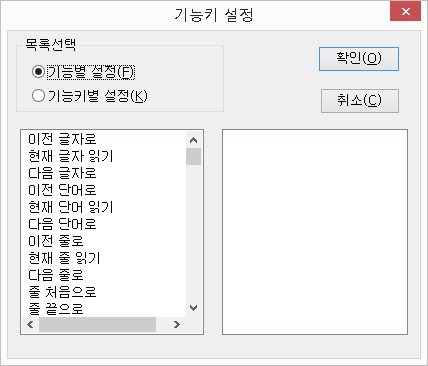 기능키 설정
목록선택
기능별 설정(F)
기능키별 설정(K)
확인(O)
취소(C)
이전 글자로
현재 글자 읽기
다음 글자로
이전 단어로
현재 단어 읽기
다음 단어로
이전 줄로
현재 줄 읽기
다음 줄로
줄 처음으로
줄 끝으로